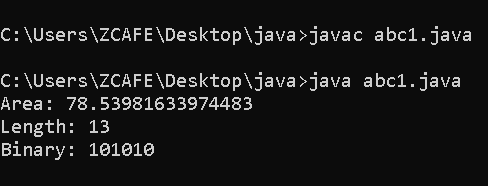 C:\Users\ZCAFE\Desktop\java>javac abc1.java
C:\Users\ZCAFE\Desktop\java>java abc1.java
Area: 78.53981633974483
Length: 13
Binary: 101010